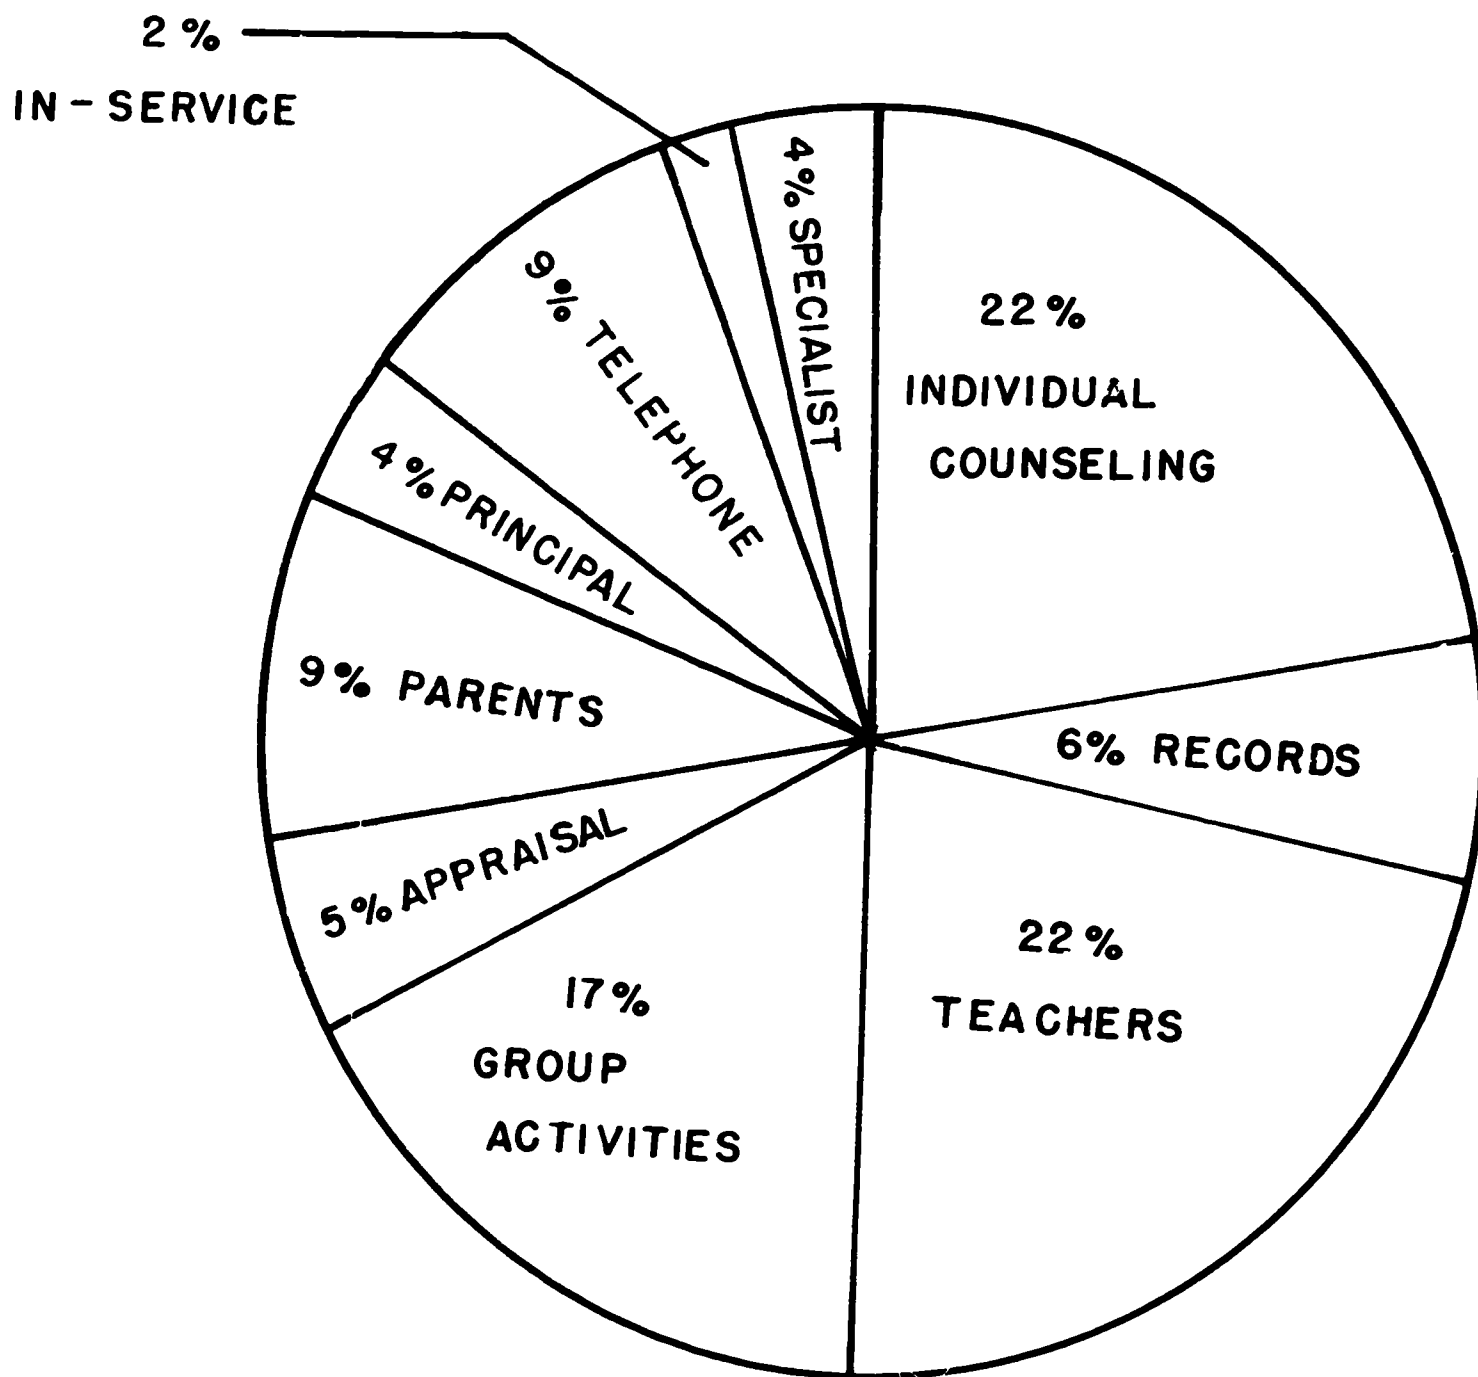 2%
IN-SERVICE
4% SPECIALIST
22%
INDIVIDUAL
COUNSELING
9% TELEPHONE
4% PRINCIPAL
9% PARENTS
6% RECORDS
5% APPRAISAL
22%
TEACHERS
17%
GROUP
ACTIVITIES